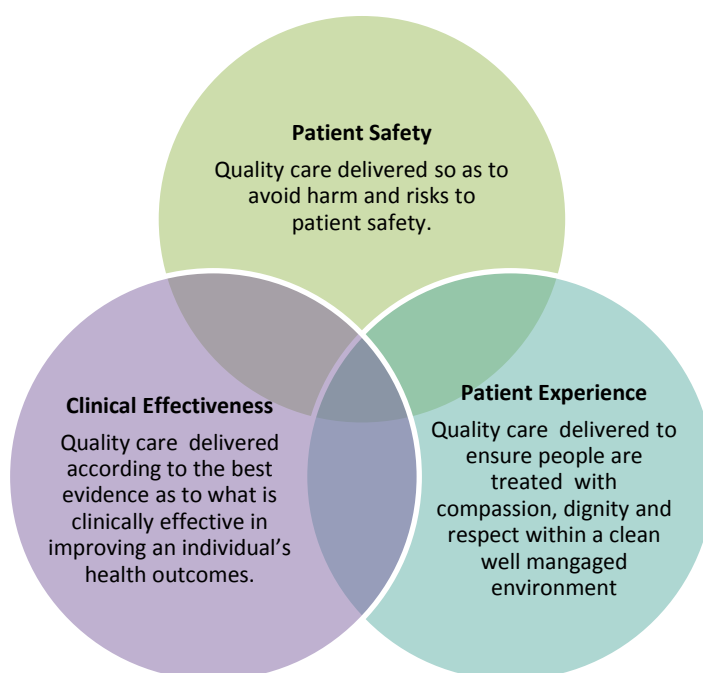 Patient Safety
Quality care delivered so as to
avoid harm and risks to
patient safety.
Clinical Effectiveness
Quality care  delivered
according to the best
evidence as to what is
clinically effective in
improving an individual’s
health outcomes.
Patient Experience
Quality care  delivered to
ensure people are
treated  with
compassion, dignity and
respect within a clean
well mangaged
environment